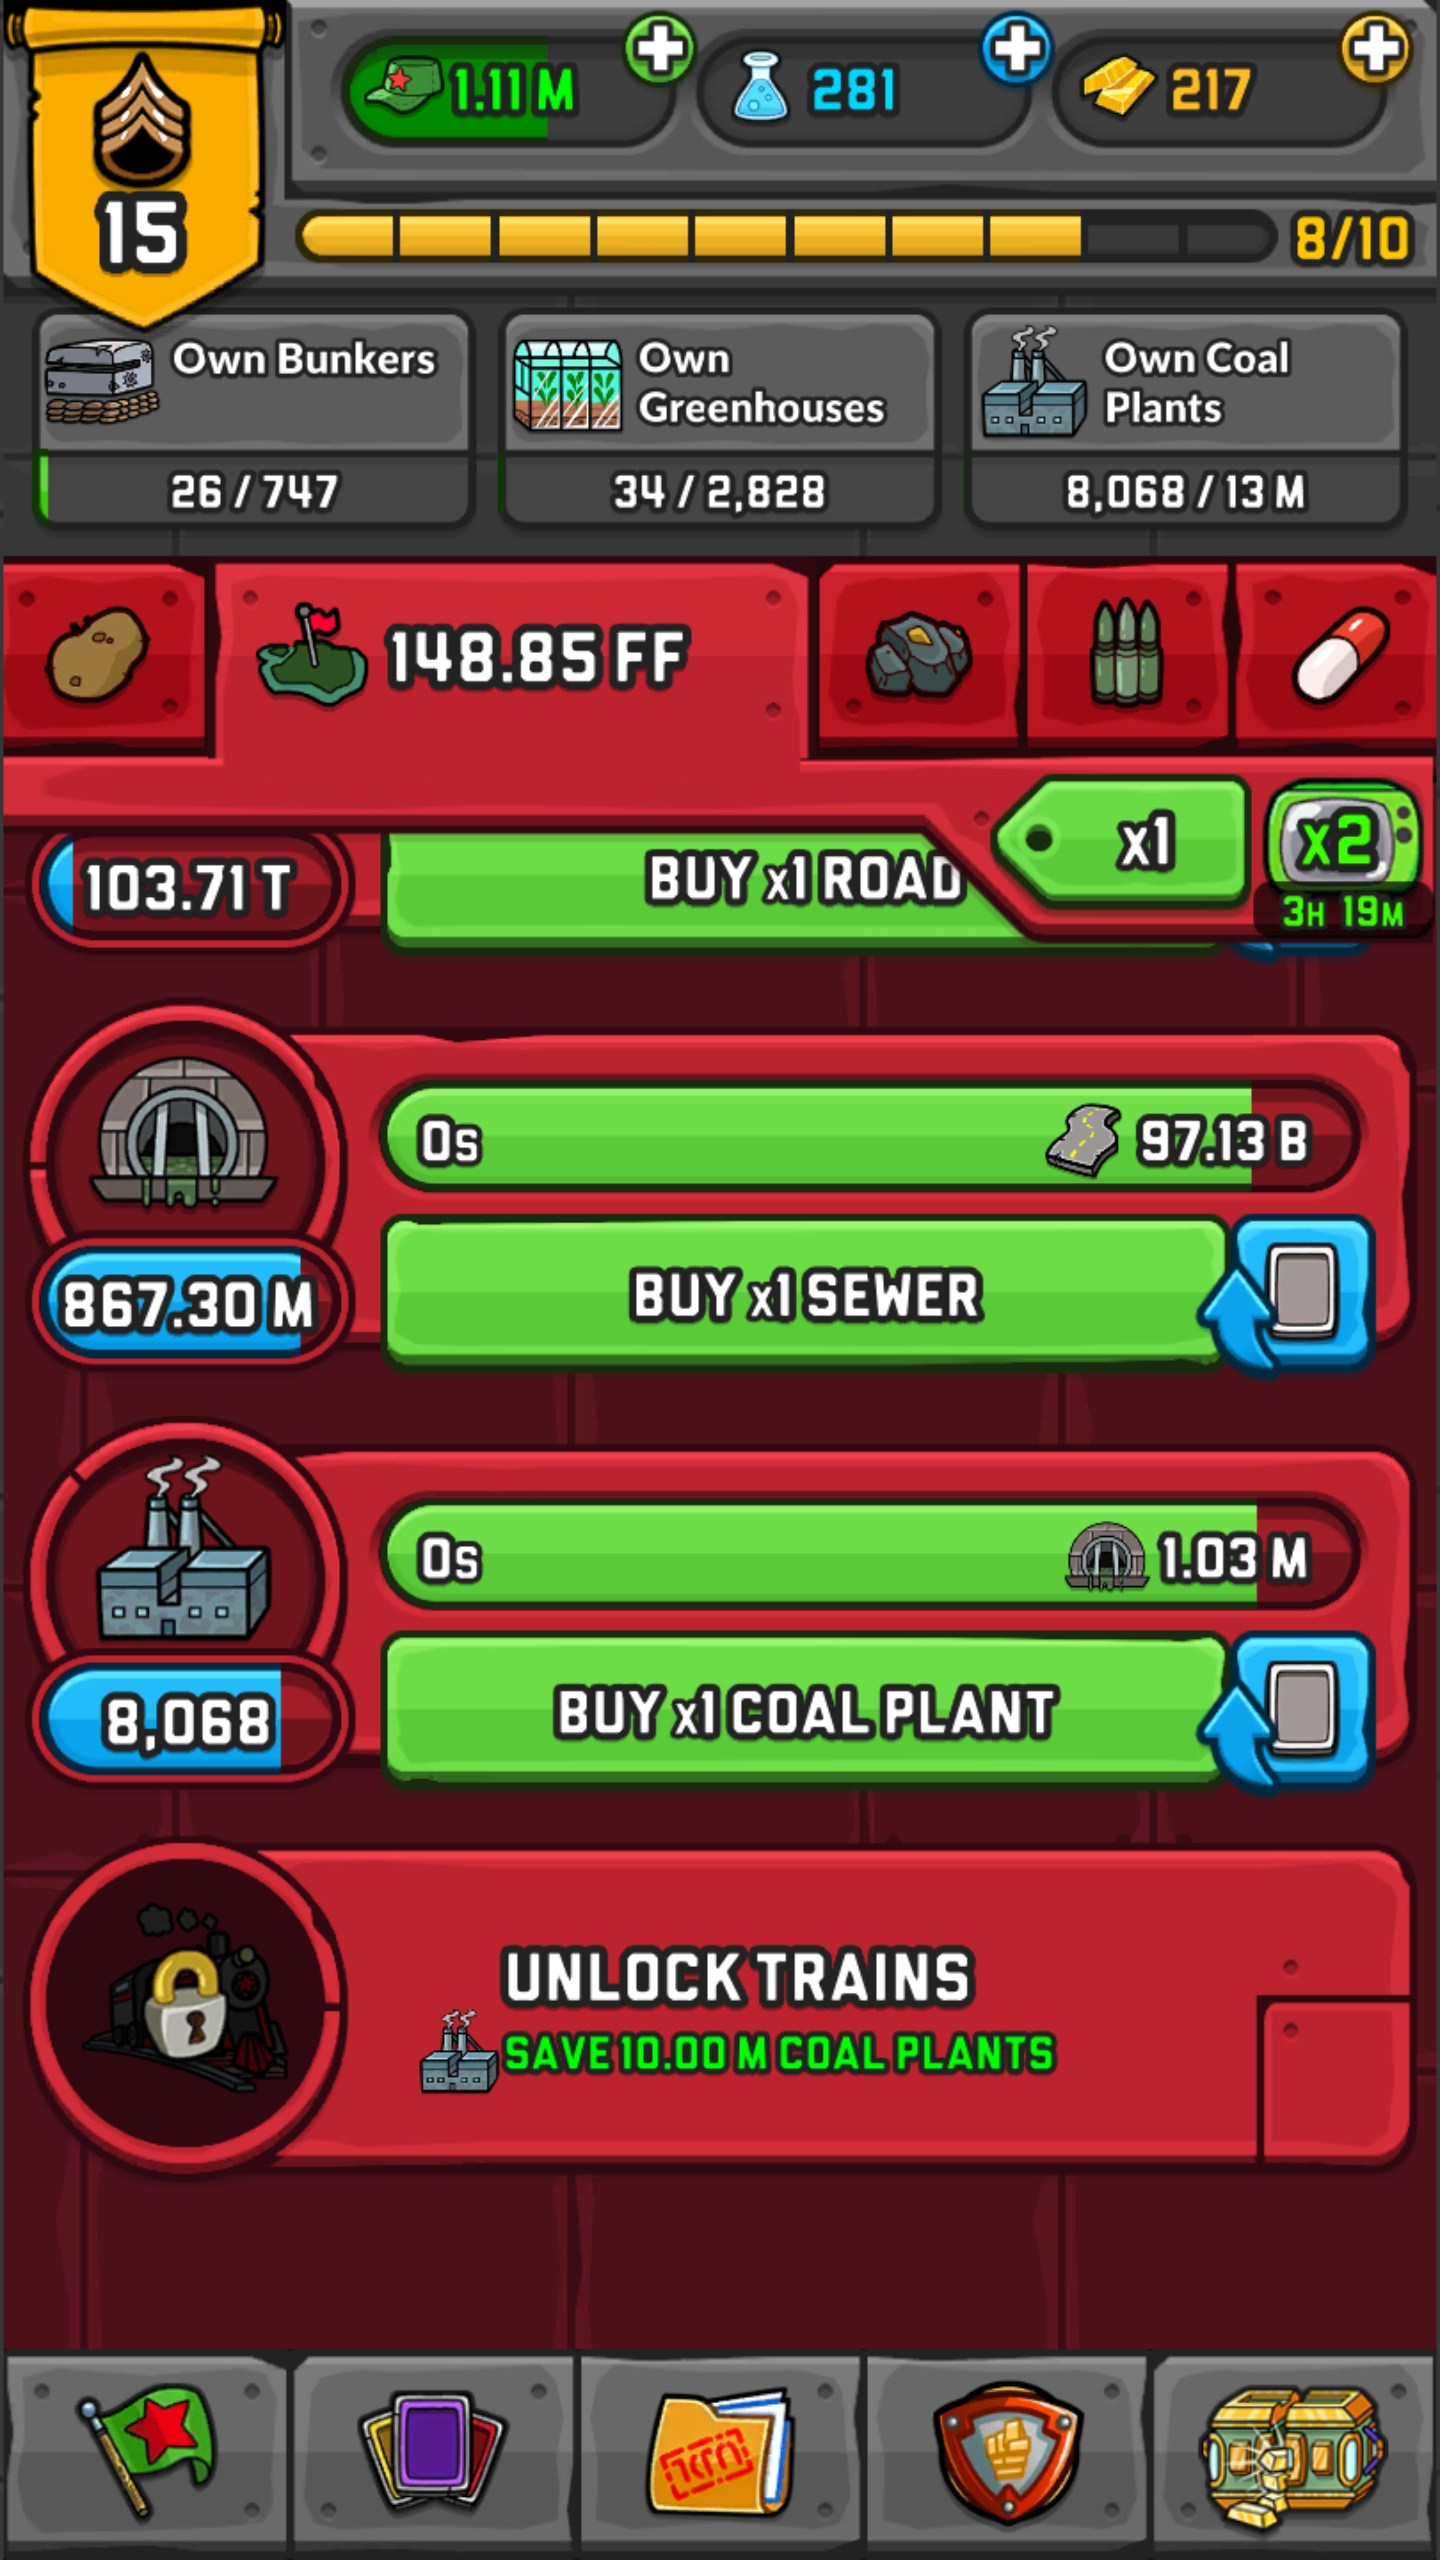 1.11 M
281
217
15
8/10
Own Bunkers
26 / 747
Own
Greenhouses
34 / 2,828
Own Coal
Plants
8,068 / 13 M
148.85 FF
x1
x2
3H 19M
103.71 T
BUY x1 ROAD
0s
97.13 B
867.30 M
BUY x1 SEWER
0s
1.03 M
8,068
BUY x1 COAL PLANT
UNLOCK TRAINS
SAVE 10.00 M COAL PLANTS